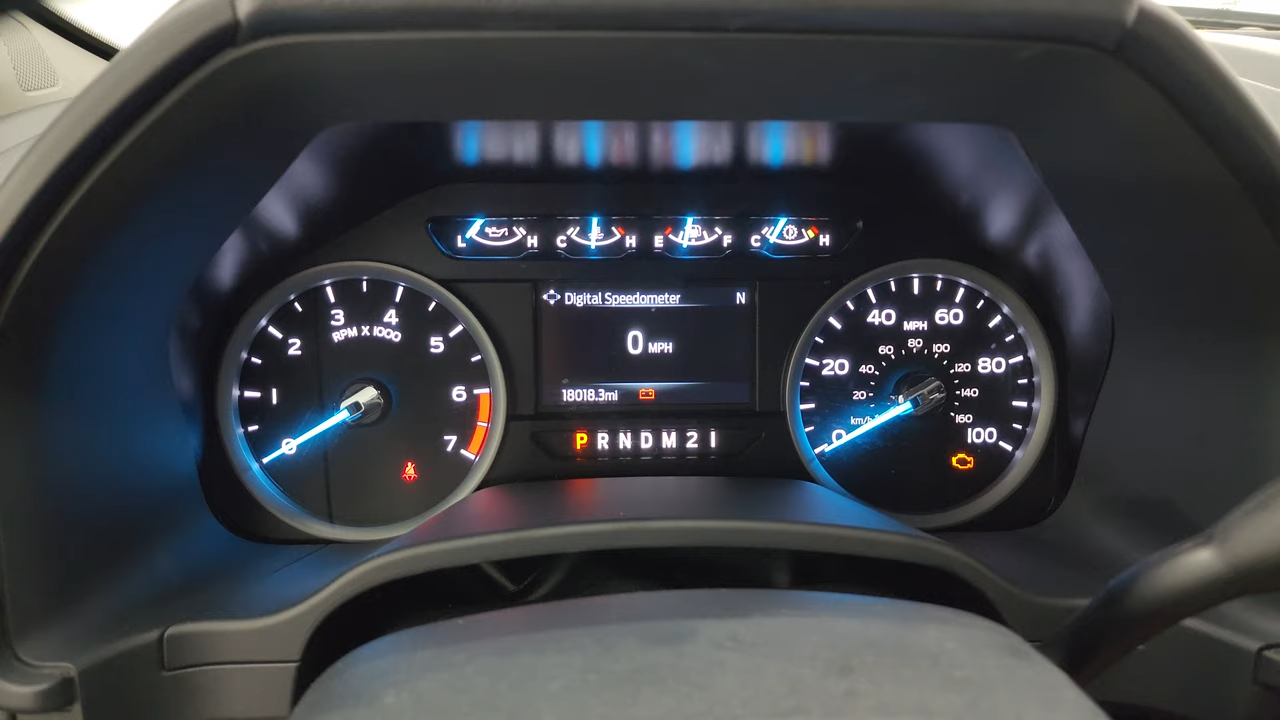 L H C H E F C H
Digital Speedometer N
0 MPH
18018.3mi
P R N D M 2 1
0 1 2 3 4 5 6 7
RPM X 1000
0 20 40 60 80 100
MPH
20 40 60 80 100 120 140 160
km/h